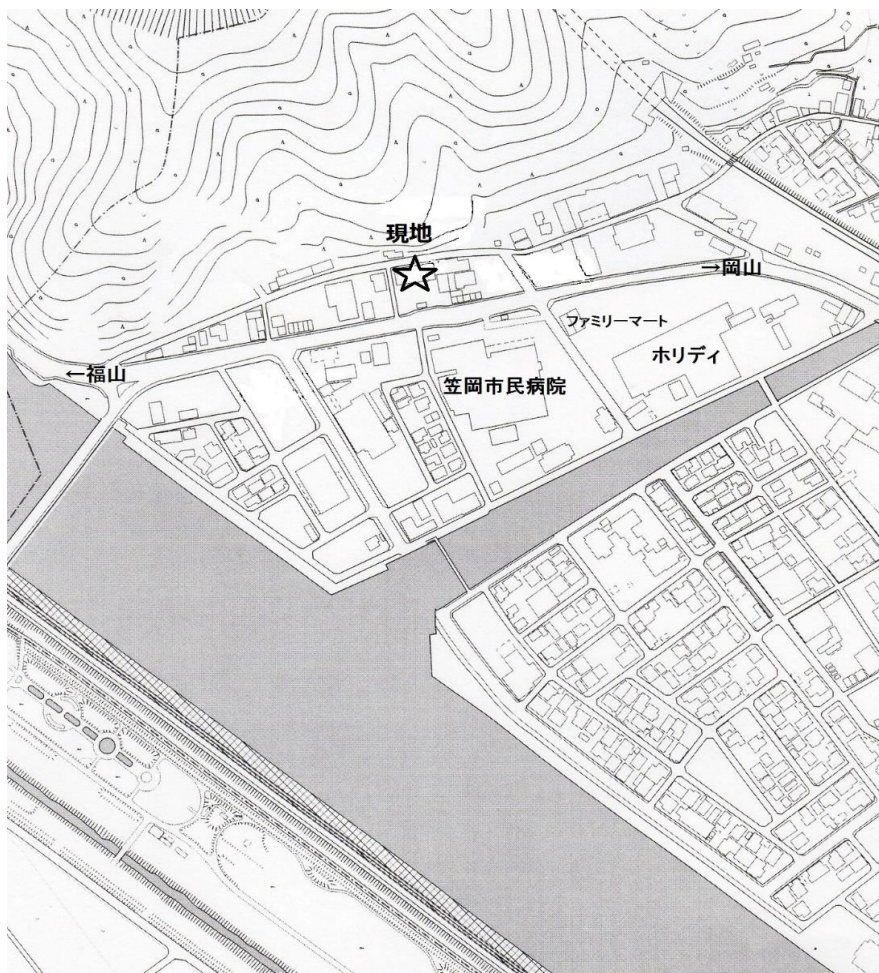 現地
→岡山
ファミリーマート
ホリディ
←福山
笠岡市民病院